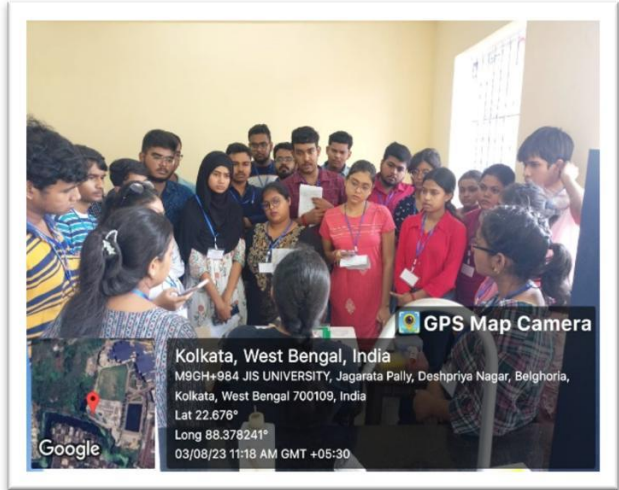 GPS Map Camera
Kolkata, West Bengal, India
M9GH+984 JIS UNIVERSITY, Jagarata Pally, Deshpriya Nagar, Belghoria,
Kolkata, West Bengal 700109, India
Lat 22.676°
Long 88.378241°
03/08/23 11:18 AM GMT +05:30
Google